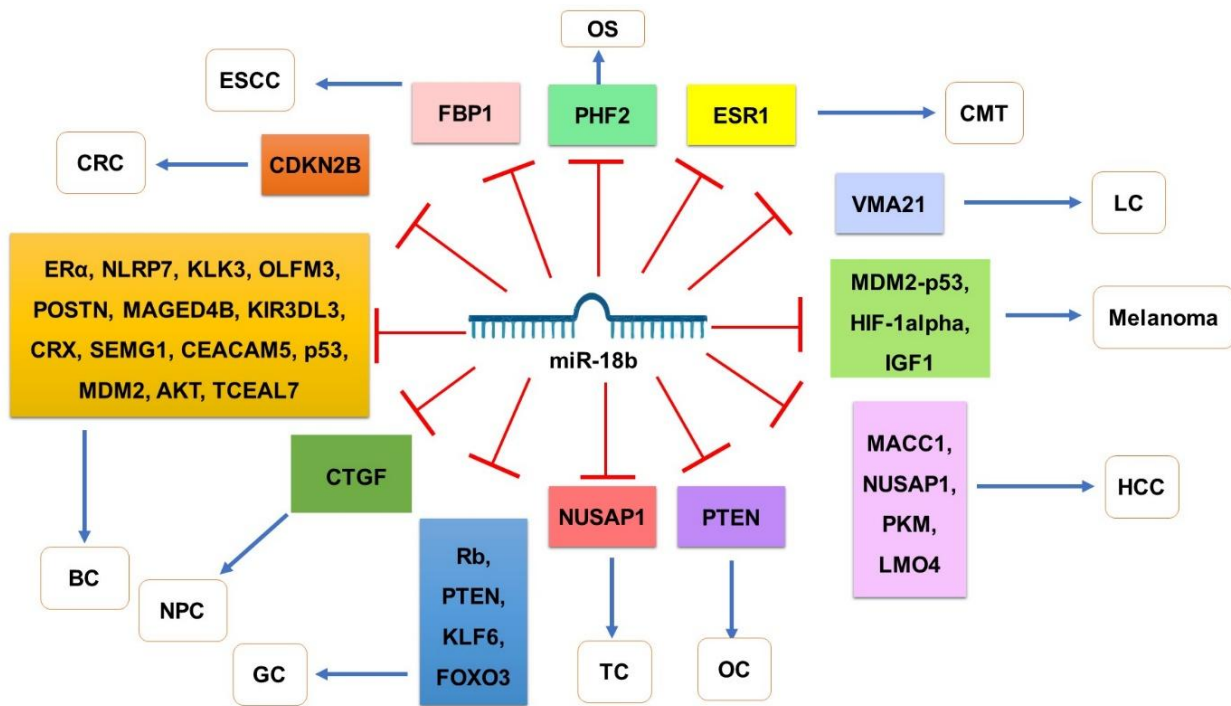 OS
ESCC
FBP1
PHF2
ESR1
CMT
CRC
CDKN2B
VMA21
LC
ERα, NLRP7, KLK3, OLFM3,
POSTN, MAGED4B, KIR3DL3,
CRX, SEMG1, CEACAM5, p53,
MDM2, AKT, TCEAL7
miR-18b
MDM2-p53,
HIF-1alpha,
IGF1
Melanoma
MACC1,
NUSAP1,
PKM,
LMO4
HCC
CTGF
NUSAP1
PTEN
Rb,
PTEN,
KLF6,
FOXO3
BC
NPC
GC
TC
OC